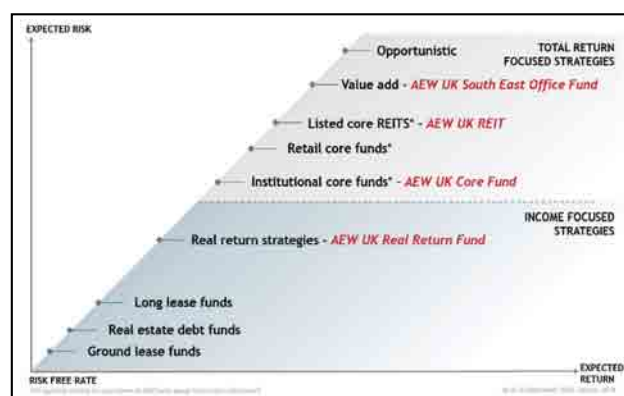 EXPECTED RISK
Opportunistic
TOTAL RETURN
FOCUSED STRATEGIES
Value add - AEW UK South East Office Fund
Listed core REITS* - AEW UK REIT
Retail core funds*
Institutional core funds* - AEW UK Core Fund
INCOME FOCUSED
STRATEGIES
Real return strategies - AEW UK Real Return Fund
Long lease funds
Real estate debt funds
Ground lease funds
RISK FREE RATE
EXPECTED
RETURN